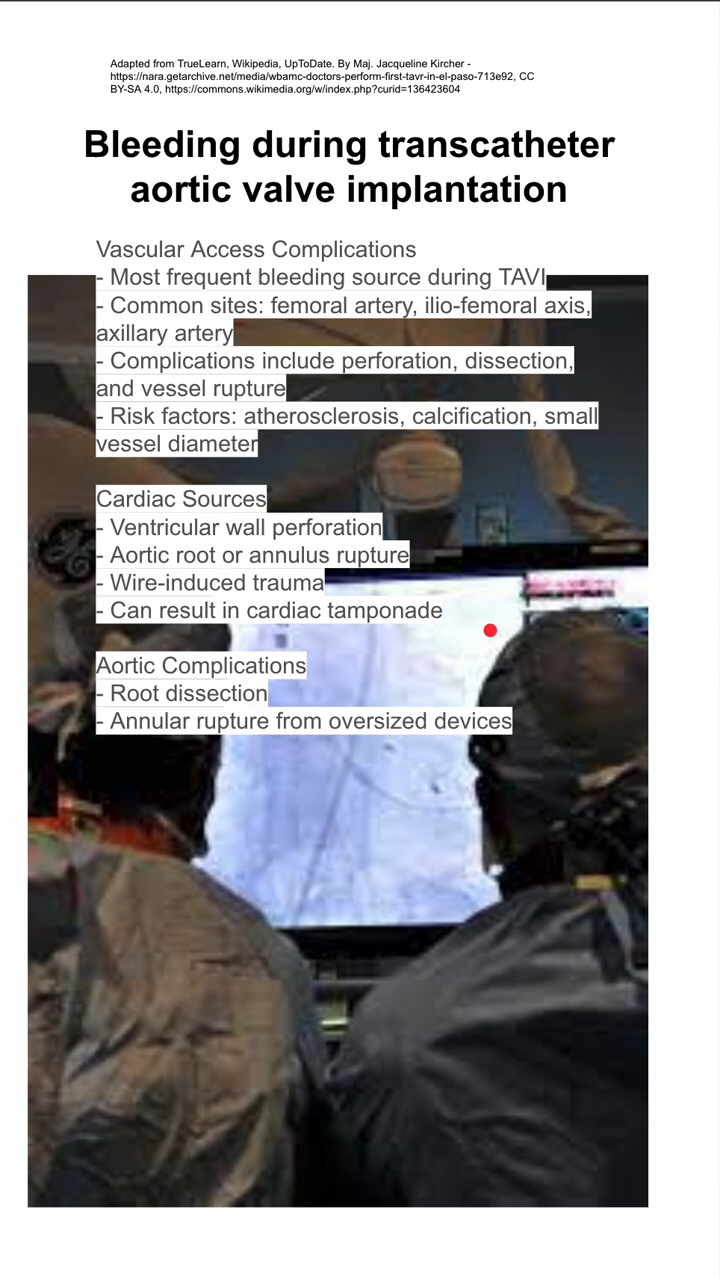 Adapted from TrueLearn, Wikipedia, UpToDate. By Maj. Jacqueline Kircher -
https://nara.getarchive.net/media/wbamc-doctors-perform-first-tavr-in-el-paso-713e92, CC
BY-SA 4.0, https://commons.wikimedia.org/w/index.php?curid=136423604
Bleeding during transcatheter
aortic valve implantation
Vascular Access Complications
- Most frequent bleeding source during TAVI
- Common sites: femoral artery, ilio-femoral axis,
axillary artery
- Complications include perforation, dissection,
and vessel rupture
- Risk factors: atherosclerosis, calcification, small
vessel diameter
Cardiac Sources
- Ventricular wall perforation
- Aortic root or annulus rupture
- Wire-induced trauma
- Can result in cardiac tamponade
Aortic Complications
- Root dissection
- Annular rupture from oversized devices